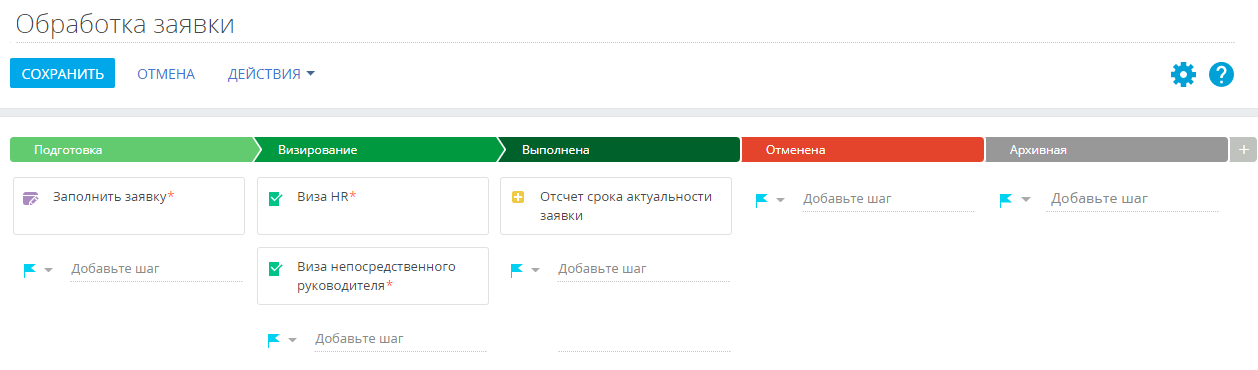 Обработка заявки
СОХРАНИТЬ ОТМЕНА ДЕЙСТВИЯ ?
Подготовка Визирование Выполнена Отменена Архивная +
Заполнить заявку*
Добавьте шаг
Виза HR*
Виза непосредственного
руководителя*
Добавьте шаг
Отсчет срока актуальности
заявки
Добавьте шаг
Добавьте шаг
Добавьте шаг